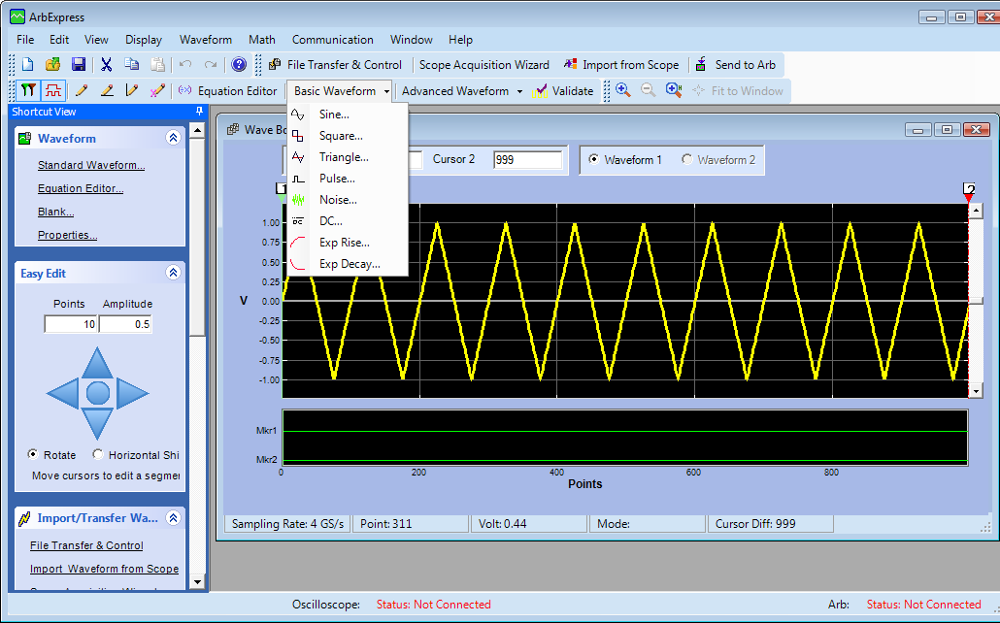 ArbExpress
File Edit View Display Waveform Math Communication Window Help
File Transfer & Control Scope Acquisition Wizard Import from Scope Send to Arb
Equation Editor Basic Waveform Advanced Waveform Validate Fit to Window
Shortcut View
Waveform
Standard Waveform...
Equation Editor...
Blank...
Properties...
Easy Edit
Points Amplitude
10 0.5
Rotate Horizontal Shi
Move cursors to edit a segmer
Import/Transfer Wa...
File Transfer & Control
Import Waveform from Scope
Sine...
Square...
Triangle...
Pulse...
Noise...
DC...
Exp Rise...
Exp Decay...
Wave Bo
Cursor 2 999 Waveform 1 Waveform 2
1 2
1.00
0.75
0.50
0.25
V 0.00
-0.25
-0.50
-0.75
-1.00
Mkr1
Mkr2
0 200 400 600 800
Points
Sampling Rate: 4 GS/s Point: 311 Volt: 0.44 Mode: Cursor Diff: 999
Oscilloscope: Status: Not Connected Arb: Status: Not Connected